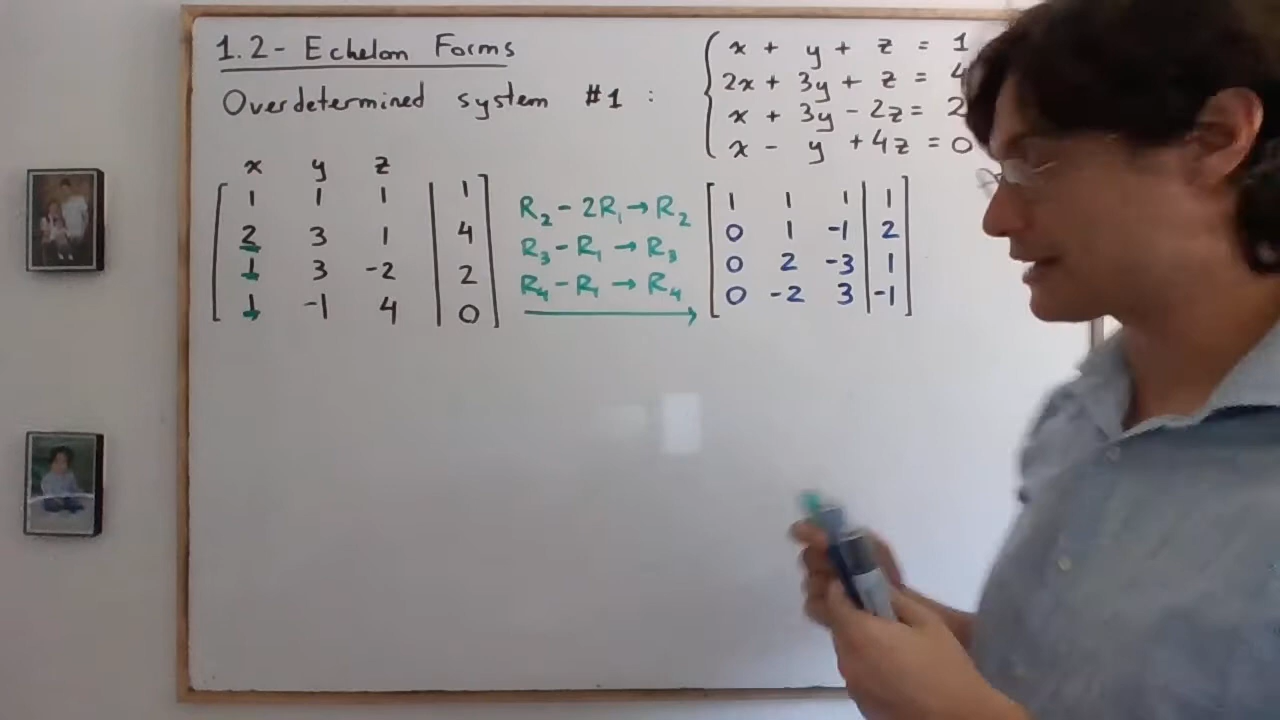 1.2 - Echelon Forms
Overdetermined system #1 :
x + y + z = 1
2x + 3y + z = 4
x + 3y - 2z = 2
x - y + 4z = 0
x y z
1 1 1 | 1
2 3 1 | 4
1 3 -2 | 2
1 -1 4 | 0
R₂ - 2R₁ → R₂
R₃ - R₁ → R₃
R₄ - R₁ → R₄
1 1 1 | 1
0 1 -1 | 2
0 2 -3 | 1
0 -2 3 | -1